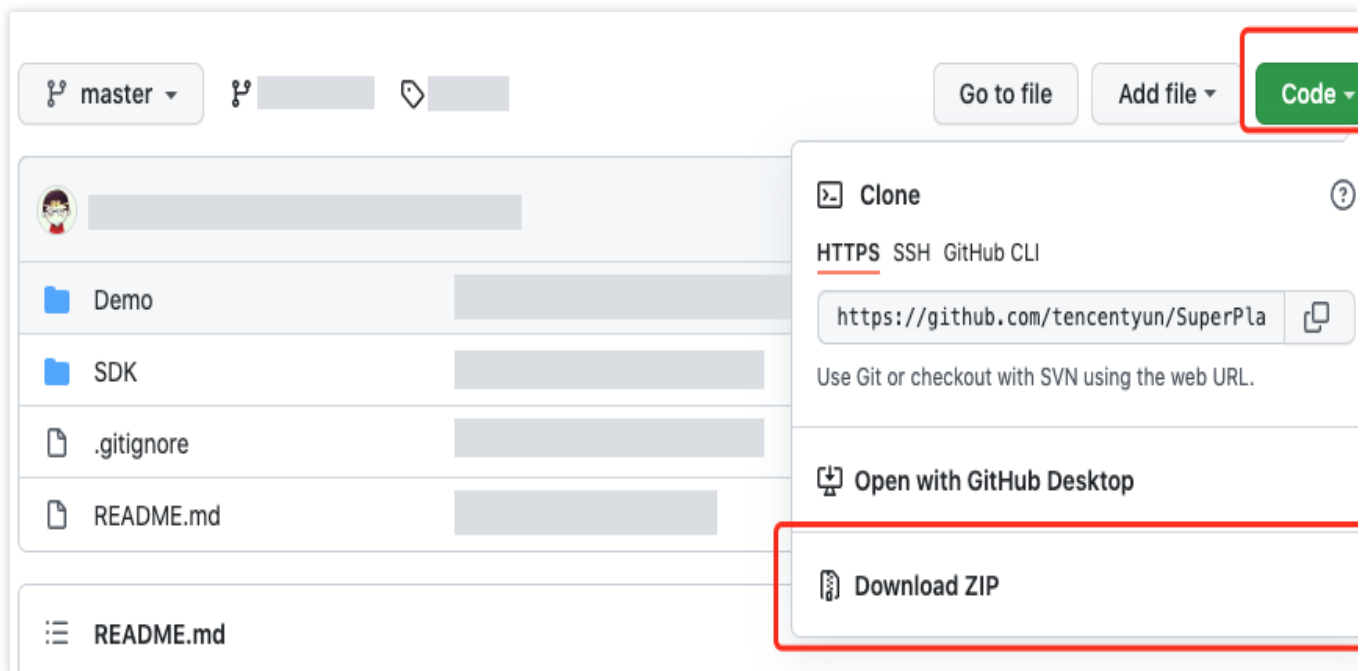 master
Go to file
Add file
Code
Clone
HTTPS SSH GitHub CLI
https://github.com/tencentyun/SuperPla
Use Git or checkout with SVN using the web URL.
Open with GitHub Desktop
Download ZIP
Demo
SDK
.gitignore
README.md
README.md